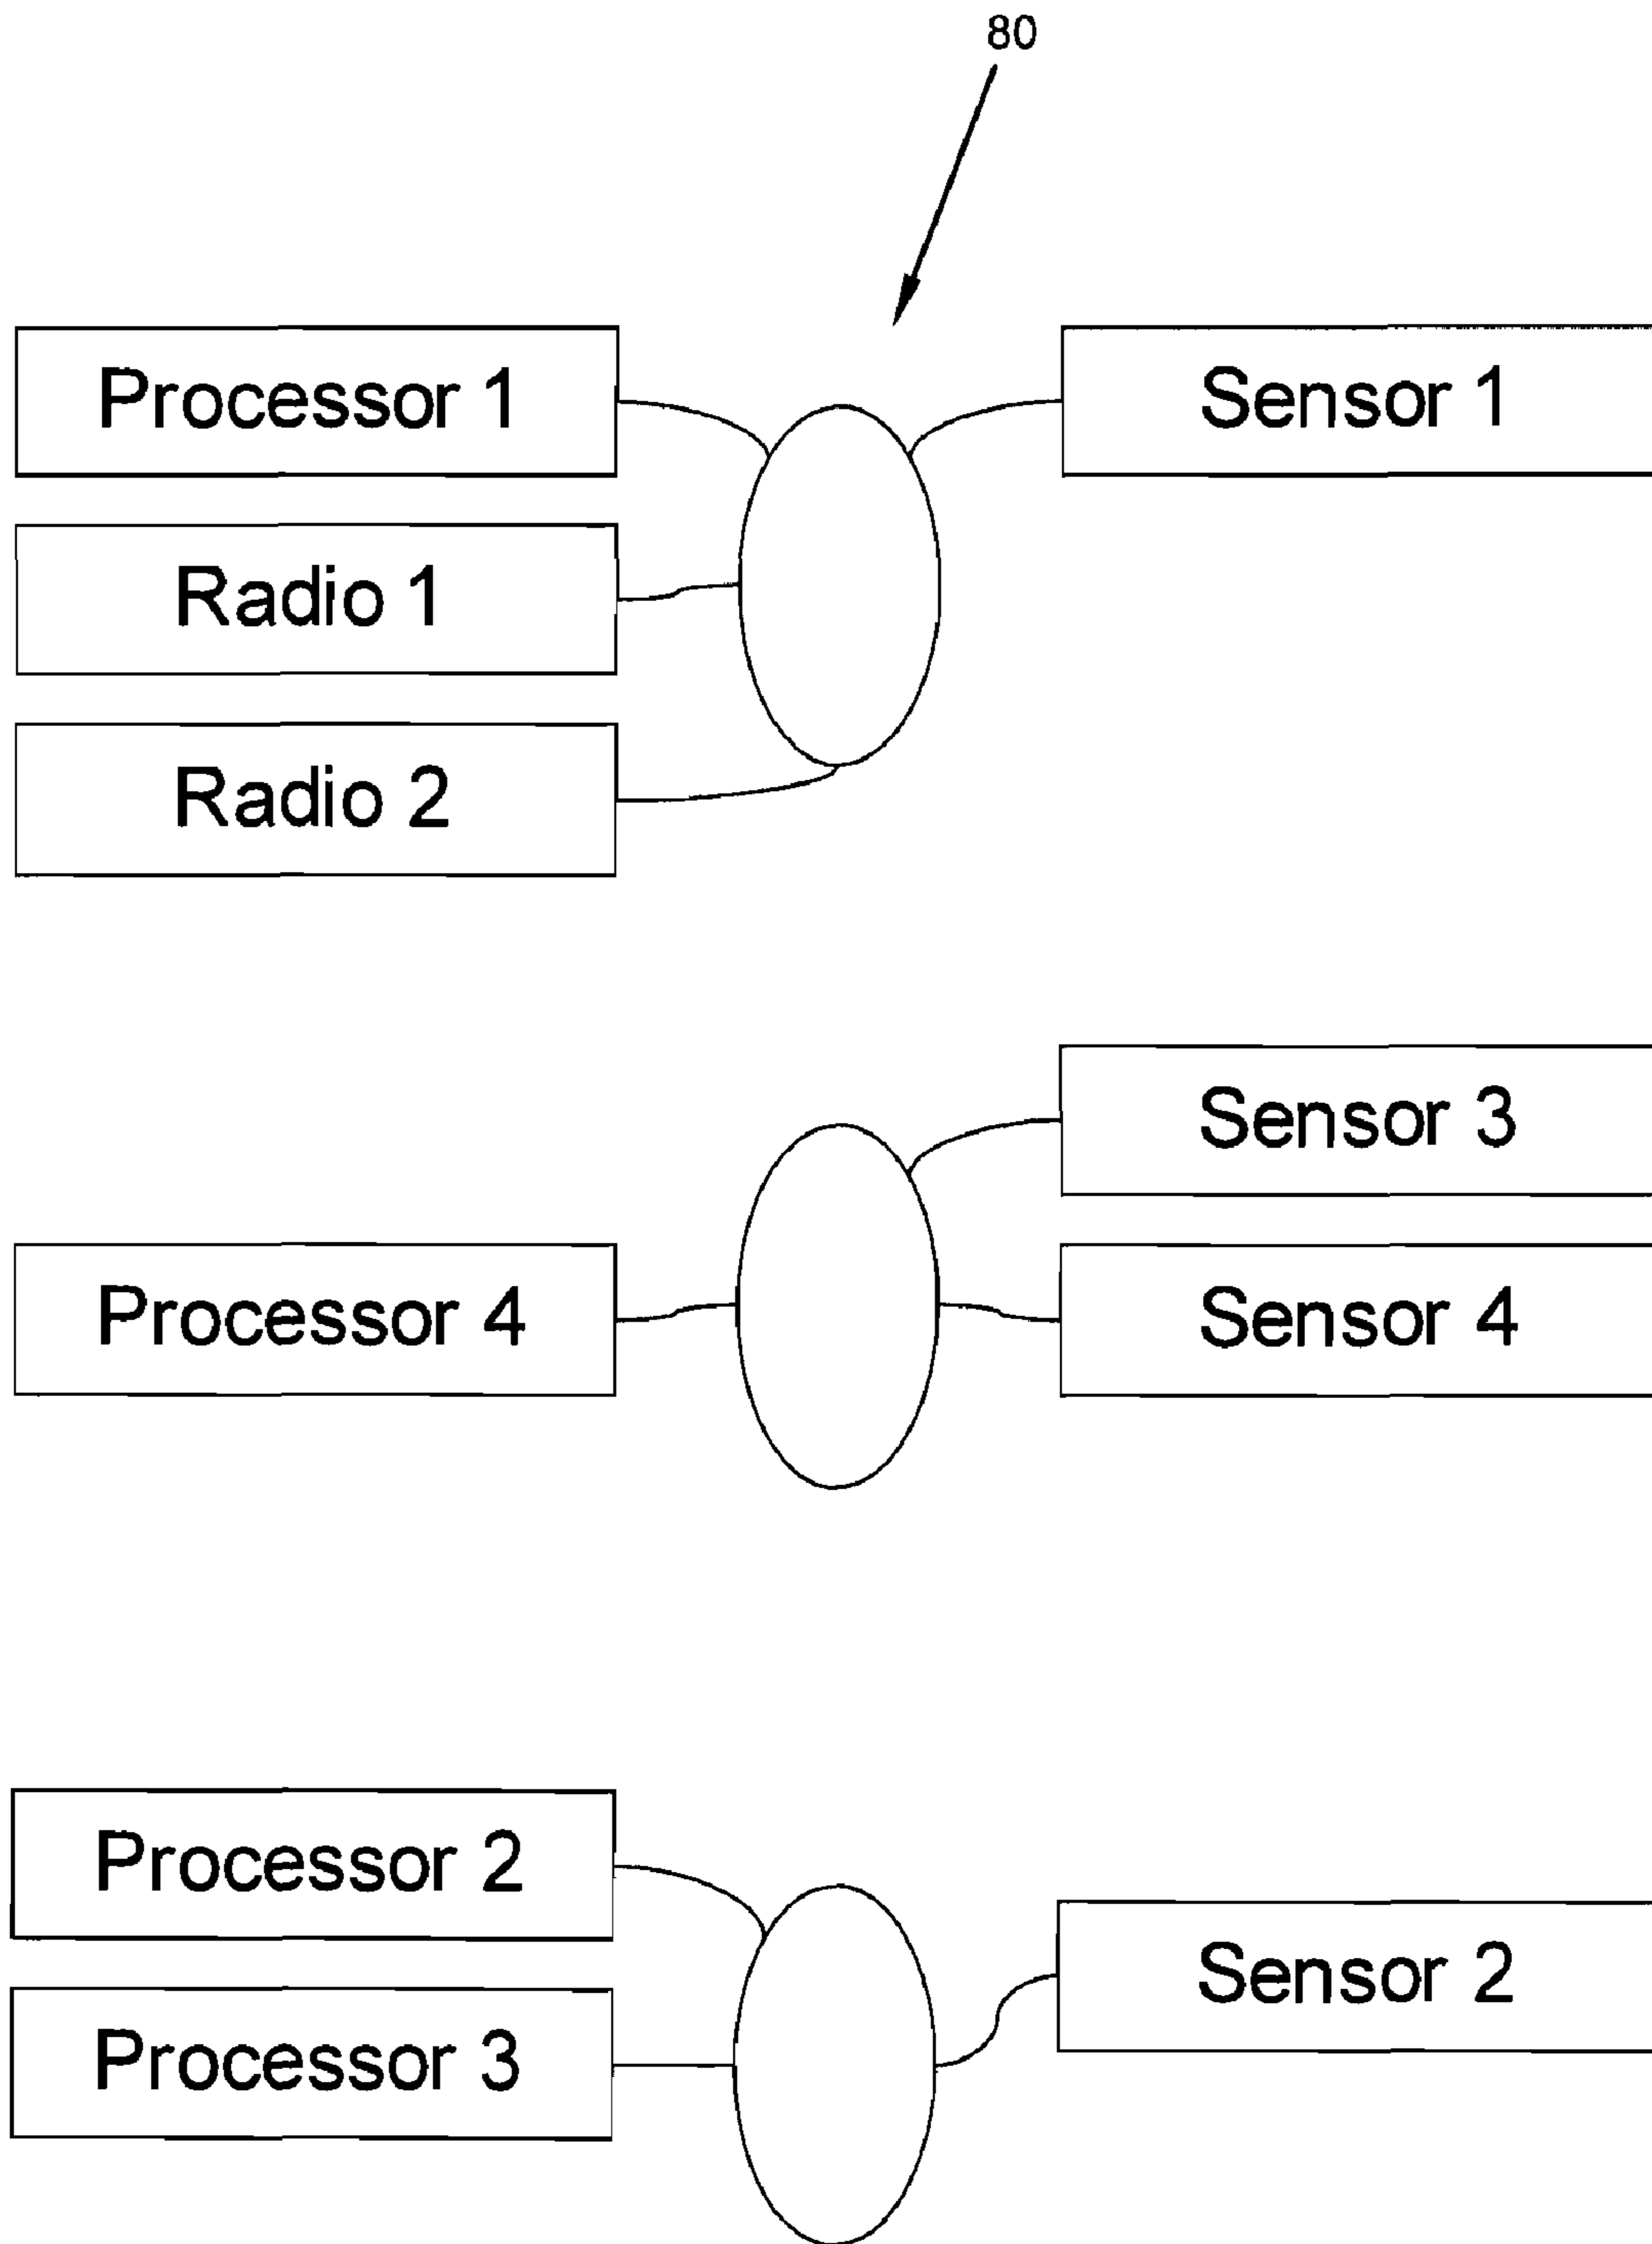 80
Processor 1
Sensor 1
Radio 1
Radio 2
Sensor 3
Processor 4
Sensor 4
Processor 2
Sensor 2
Processor 3